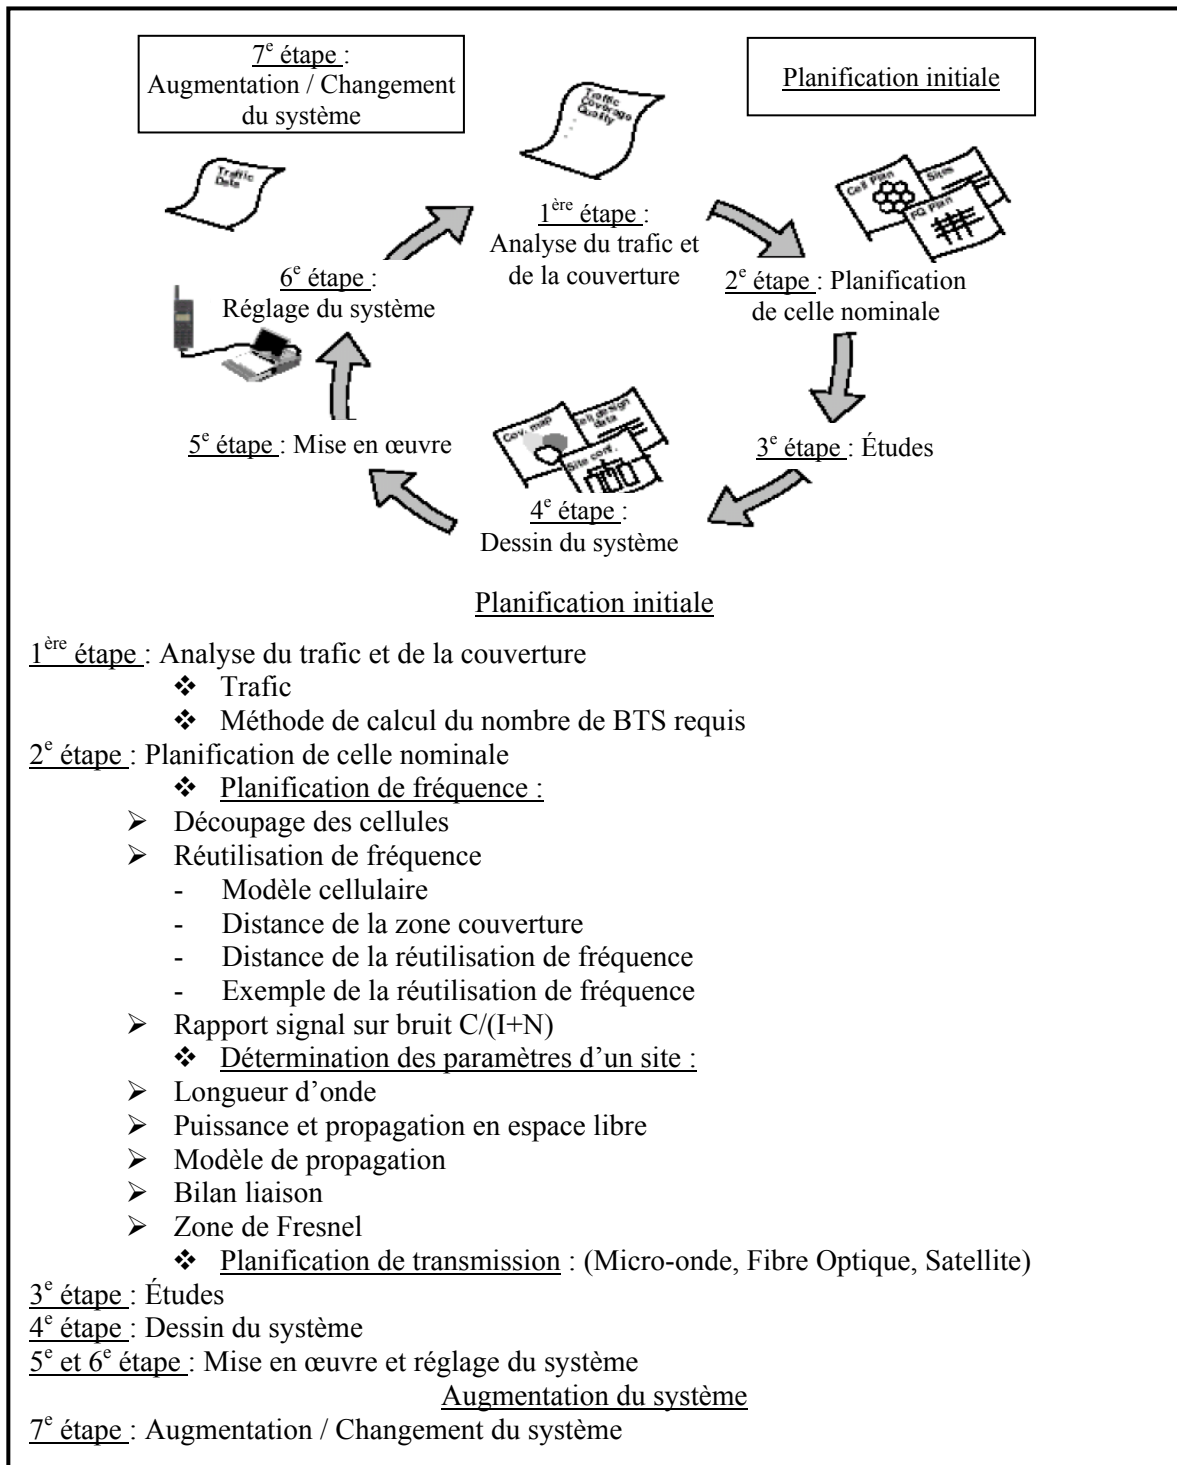 7e étape :
Augmentation / Changement
du système
Planification initiale
Traffic
Coverage
Quality
Traffic
Data
Cell Plan
Sites
FQ Plan
1ère étape :
Analyse du trafic et
de la couverture
2e étape : Planification
de celle nominale
6e étape :
Réglage du système
Cov. map
Cell design
data
Site conf.
5e étape : Mise en œuvre
3e étape : Études
4e étape :
Dessin du système
Planification initiale
1ère étape : Analyse du trafic et de la couverture
❖ Trafic
❖ Méthode de calcul du nombre de BTS requis
2e étape : Planification de celle nominale
❖ Planification de fréquence :
➢ Découpage des cellules
➢ Réutilisation de fréquence
- Modèle cellulaire
- Distance de la zone couverture
- Distance de la réutilisation de fréquence
- Exemple de la réutilisation de fréquence
➢ Rapport signal sur bruit C/(I+N)
❖ Détermination des paramètres d’un site :
➢ Longueur d’onde
➢ Puissance et propagation en espace libre
➢ Modèle de propagation
➢ Bilan liaison
➢ Zone de Fresnel
❖ Planification de transmission : (Micro-onde, Fibre Optique, Satellite)
3e étape : Études
4e étape : Dessin du système
5e et 6e étape : Mise en œuvre et réglage du système
Augmentation du système
7e étape : Augmentation / Changement du système